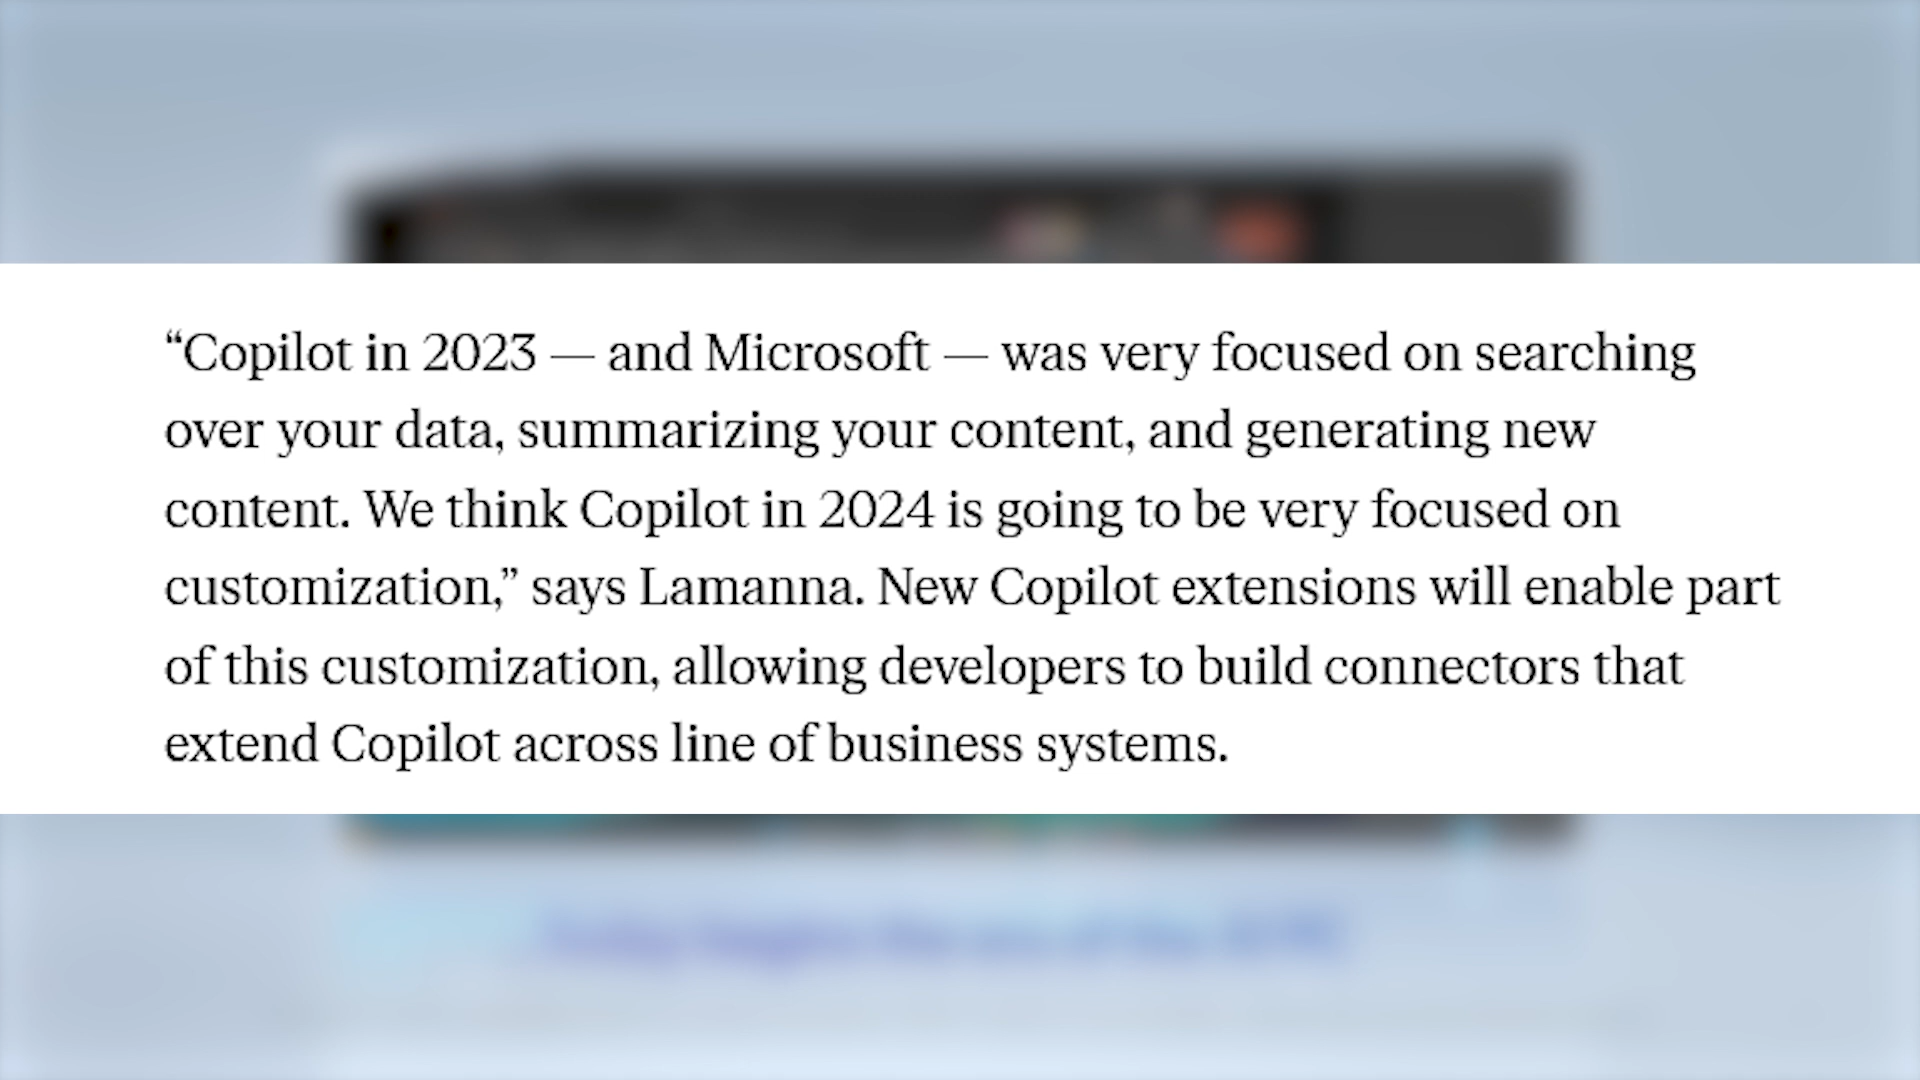 “Copilot in 2023 — and Microsoft — was very focused on searching
over your data, summarizing your content, and generating new
content. We think Copilot in 2024 is going to be very focused on
customization,” says Lamanna. New Copilot extensions will enable part
of this customization, allowing developers to build connectors that
extend Copilot across line of business systems.